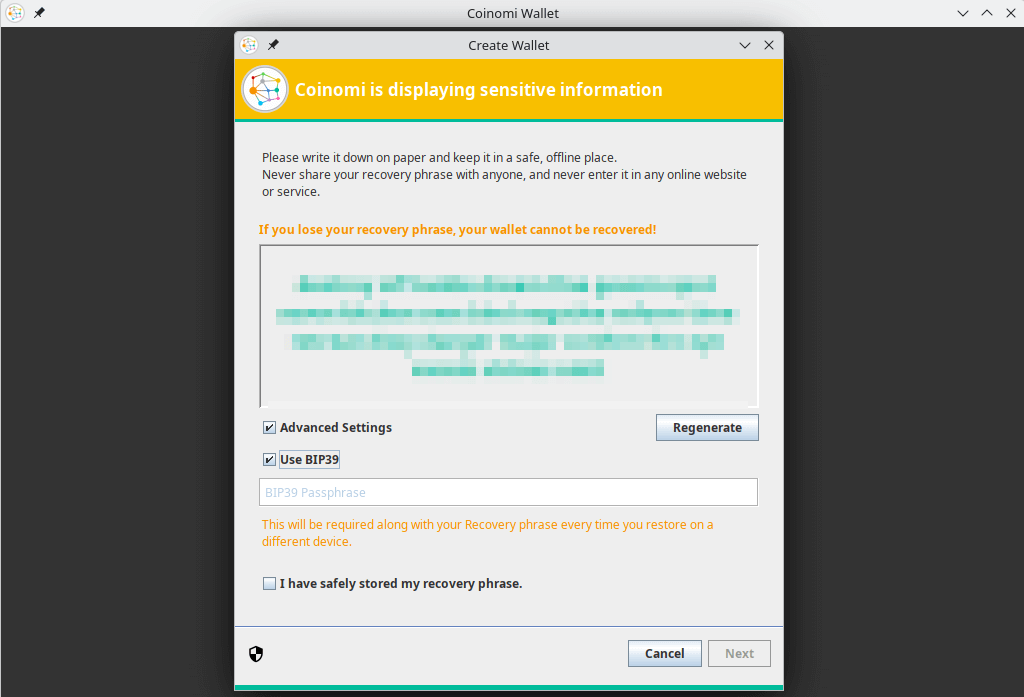 Coinomi Wallet
Create Wallet
Coinomi is displaying sensitive information
Please write it down on paper and keep it in a safe, offline place.
Never share your recovery phrase with anyone, and never enter it in any online website
or service.
If you lose your recovery phrase, your wallet cannot be recovered!
Advanced Settings
Regenerate
Use BIP39
BIP39 Passphrase
This will be required along with your Recovery phrase every time you restore on a
different device.
I have safely stored my recovery phrase.
Cancel
Next